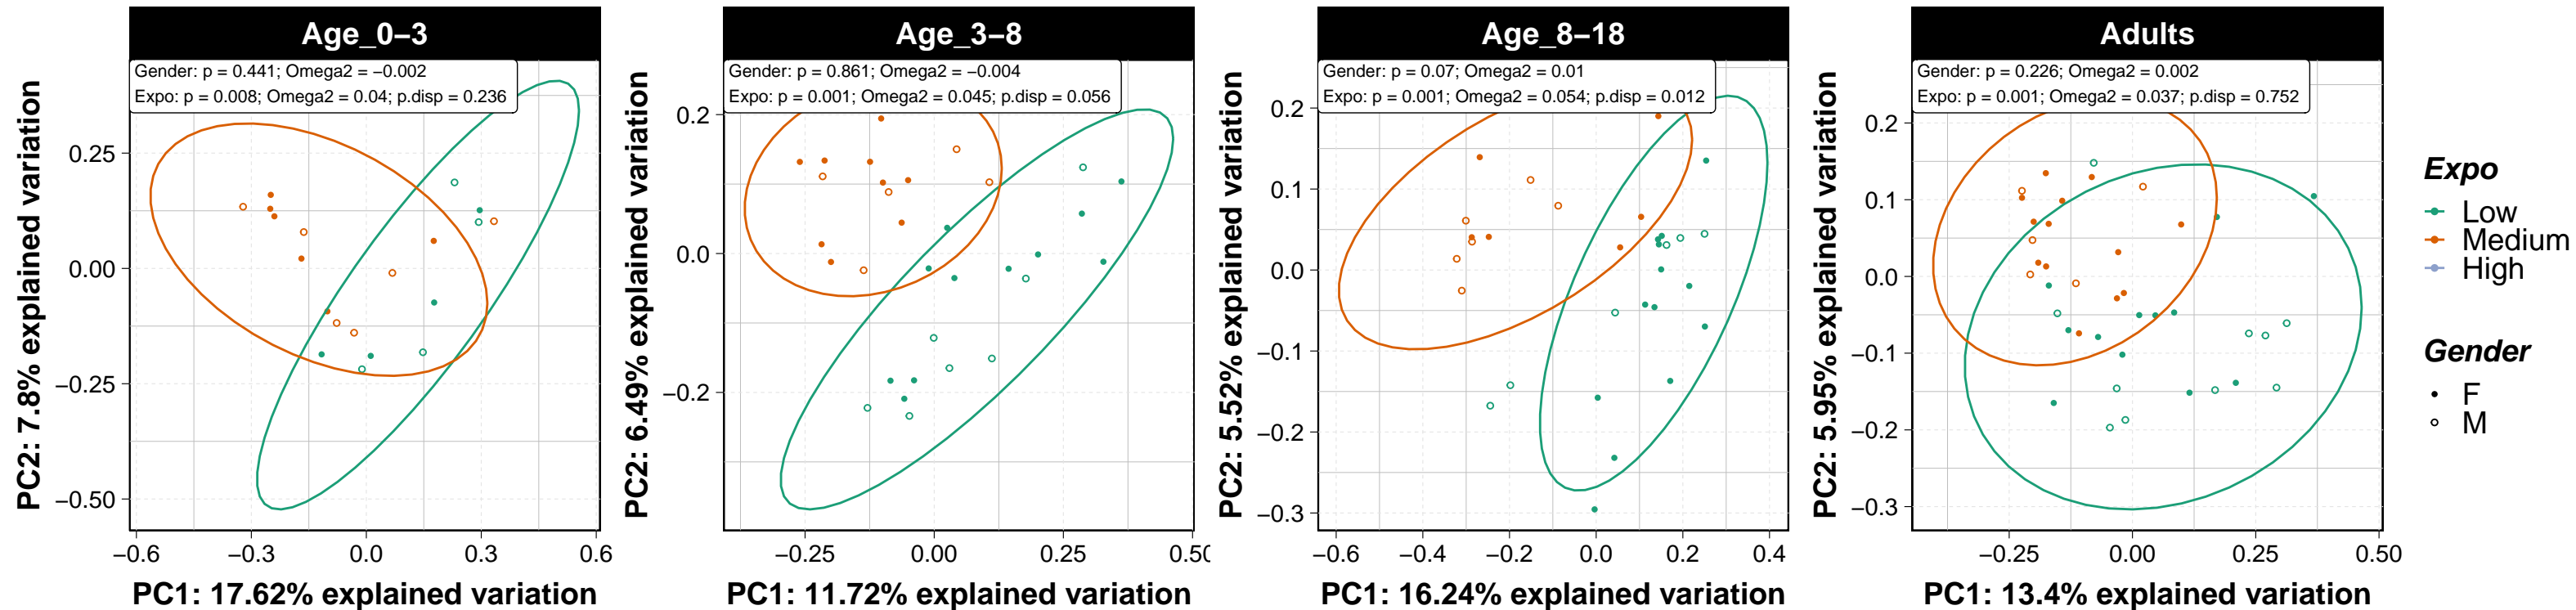 Age_0–3
Gender: p = 0.441; Omega2 = −0.002
Expo: p = 0.008; Omega2 = 0.04; p.disp = 0.236
PC2: 7.8% explained variation
0.25
0.00
−0.25
−0.50
−0.6
−0.3
0.0
0.3
0.6
PC1: 17.62% explained variation
Age_3–8
Gender: p = 0.861; Omega2 = −0.004
Expo: p = 0.001; Omega2 = 0.045; p.disp = 0.056
PC2: 6.49% explained variation
0.2
0.0
−0.2
−0.25
0.00
0.25
0.50
PC1: 11.72% explained variation
Age_8–18
Gender: p = 0.07; Omega2 = 0.01
Expo: p = 0.001; Omega2 = 0.054; p.disp = 0.012
PC2: 5.52% explained variation
0.2
0.1
0.0
−0.1
−0.2
−0.3
−0.6
−0.4
−0.2
0.0
0.2
0.4
PC1: 16.24% explained variation
Adults
Gender: p = 0.226; Omega2 = 0.002
Expo: p = 0.001; Omega2 = 0.037; p.disp = 0.752
PC2: 5.95% explained variation
0.2
0.1
0.0
−0.1
−0.2
−0.3
−0.25
0.00
0.25
0.50
PC1: 13.4% explained variation
Expo
Low
Medium
High
Gender
F
M